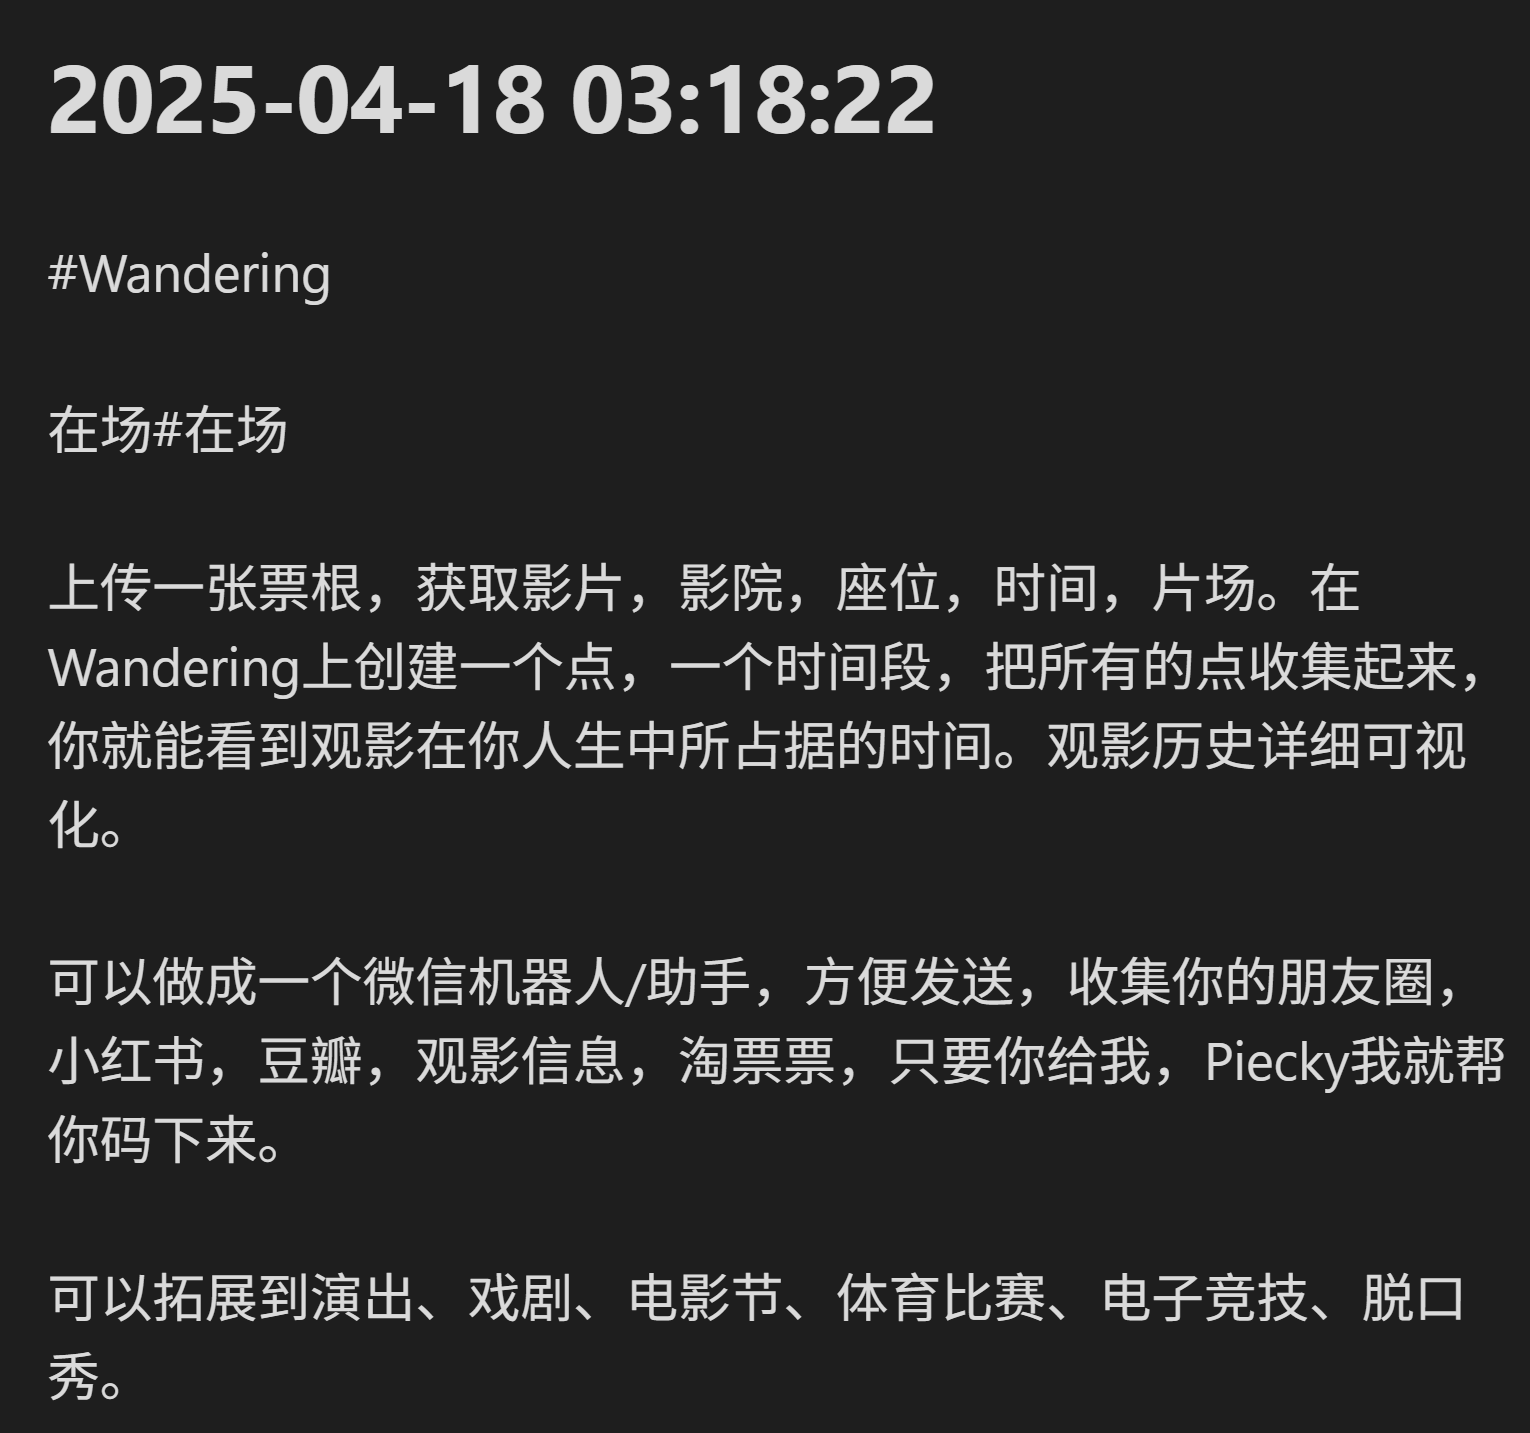 2025-04-18 03:18:22
#Wandering
在场#在场
上传一张票根，获取影片，影院，座位，时间，片场。在
Wandering上创建一个点，一个时间段，把所有的点收集起来，
你就能看到观影在你人生中所占据的时间。观影历史详细可视
化。
可以做成一个微信机器人/助手，方便发送，收集你的朋友圈，
小红书，豆瓣，观影信息，淘票票，只要你给我，Piecky我就帮
你码下来。
可以拓展到演出、戏剧、电影节、体育比赛、电子竞技、脱口
秀。